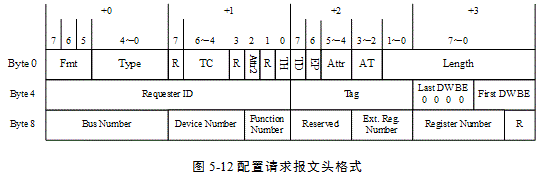 +0 +1 +2 +3
7 6 5 4~0 7 6~4 3 2 1 0 7 6 5~4 3~2 1~0 7~0
Byte 0 Fmt Type R TC R Attr2 R TH TD EP Attr AT Length
Byte 4 Requester ID Tag Last DWBE 0 0 0 0 First DWBE
Byte 8 Bus Number Device Number Function Number Reserved Ext. Reg. Number Register Number R
图 5-12 配置请求报文头格式